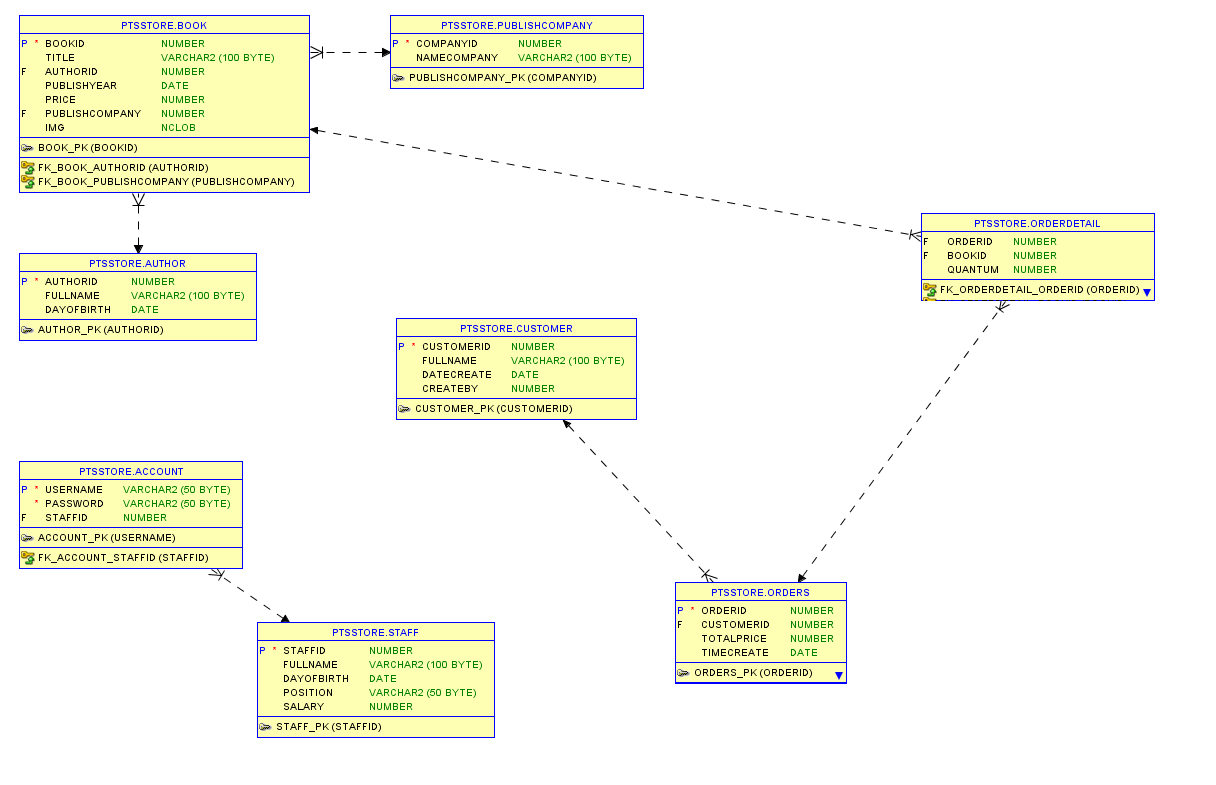 PTSSTORE.BOOK
P * BOOKID NUMBER
TITLE VARCHAR2 (100 BYTE)
F AUTHORID NUMBER
PUBLISHYEAR DATE
PRICE NUMBER
F PUBLISHCOMPANY NUMBER
IMG NCLOB
BOOK_PK (BOOKID)
FK_BOOK_AUTHORID (AUTHORID)
FK_BOOK_PUBLISHCOMPANY (PUBLISHCOMPANY)
PTSSTORE.PUBLISHCOMPANY
P * COMPANYID NUMBER
NAMECOMPANY VARCHAR2 (100 BYTE)
PUBLISHCOMPANY_PK (COMPANYID)
PTSSTORE.ORDERDETAIL
F ORDERID NUMBER
F BOOKID NUMBER
QUANTUM NUMBER
FK_ORDERDETAIL_ORDERID (ORDERID)
PTSSTORE.AUTHOR
P * AUTHORID NUMBER
FULLNAME VARCHAR2 (100 BYTE)
DAYOFBIRTH DATE
AUTHOR_PK (AUTHORID)
PTSSTORE.CUSTOMER
P * CUSTOMERID NUMBER
FULLNAME VARCHAR2 (100 BYTE)
DATECREATE DATE
CREATEBY NUMBER
CUSTOMER_PK (CUSTOMERID)
PTSSTORE.ACCOUNT
P * USERNAME VARCHAR2 (50 BYTE)
* PASSWORD VARCHAR2 (50 BYTE)
F STAFFID NUMBER
ACCOUNT_PK (USERNAME)
FK_ACCOUNT_STAFFID (STAFFID)
PTSSTORE.STAFF
P * STAFFID NUMBER
FULLNAME VARCHAR2 (100 BYTE)
DAYOFBIRTH DATE
POSITION VARCHAR2 (50 BYTE)
SALARY NUMBER
STAFF_PK (STAFFID)
PTSSTORE.ORDERS
P * ORDERID NUMBER
F CUSTOMERID NUMBER
TOTALPRICE NUMBER
TIMECREATE DATE
ORDERS_PK (ORDERID)